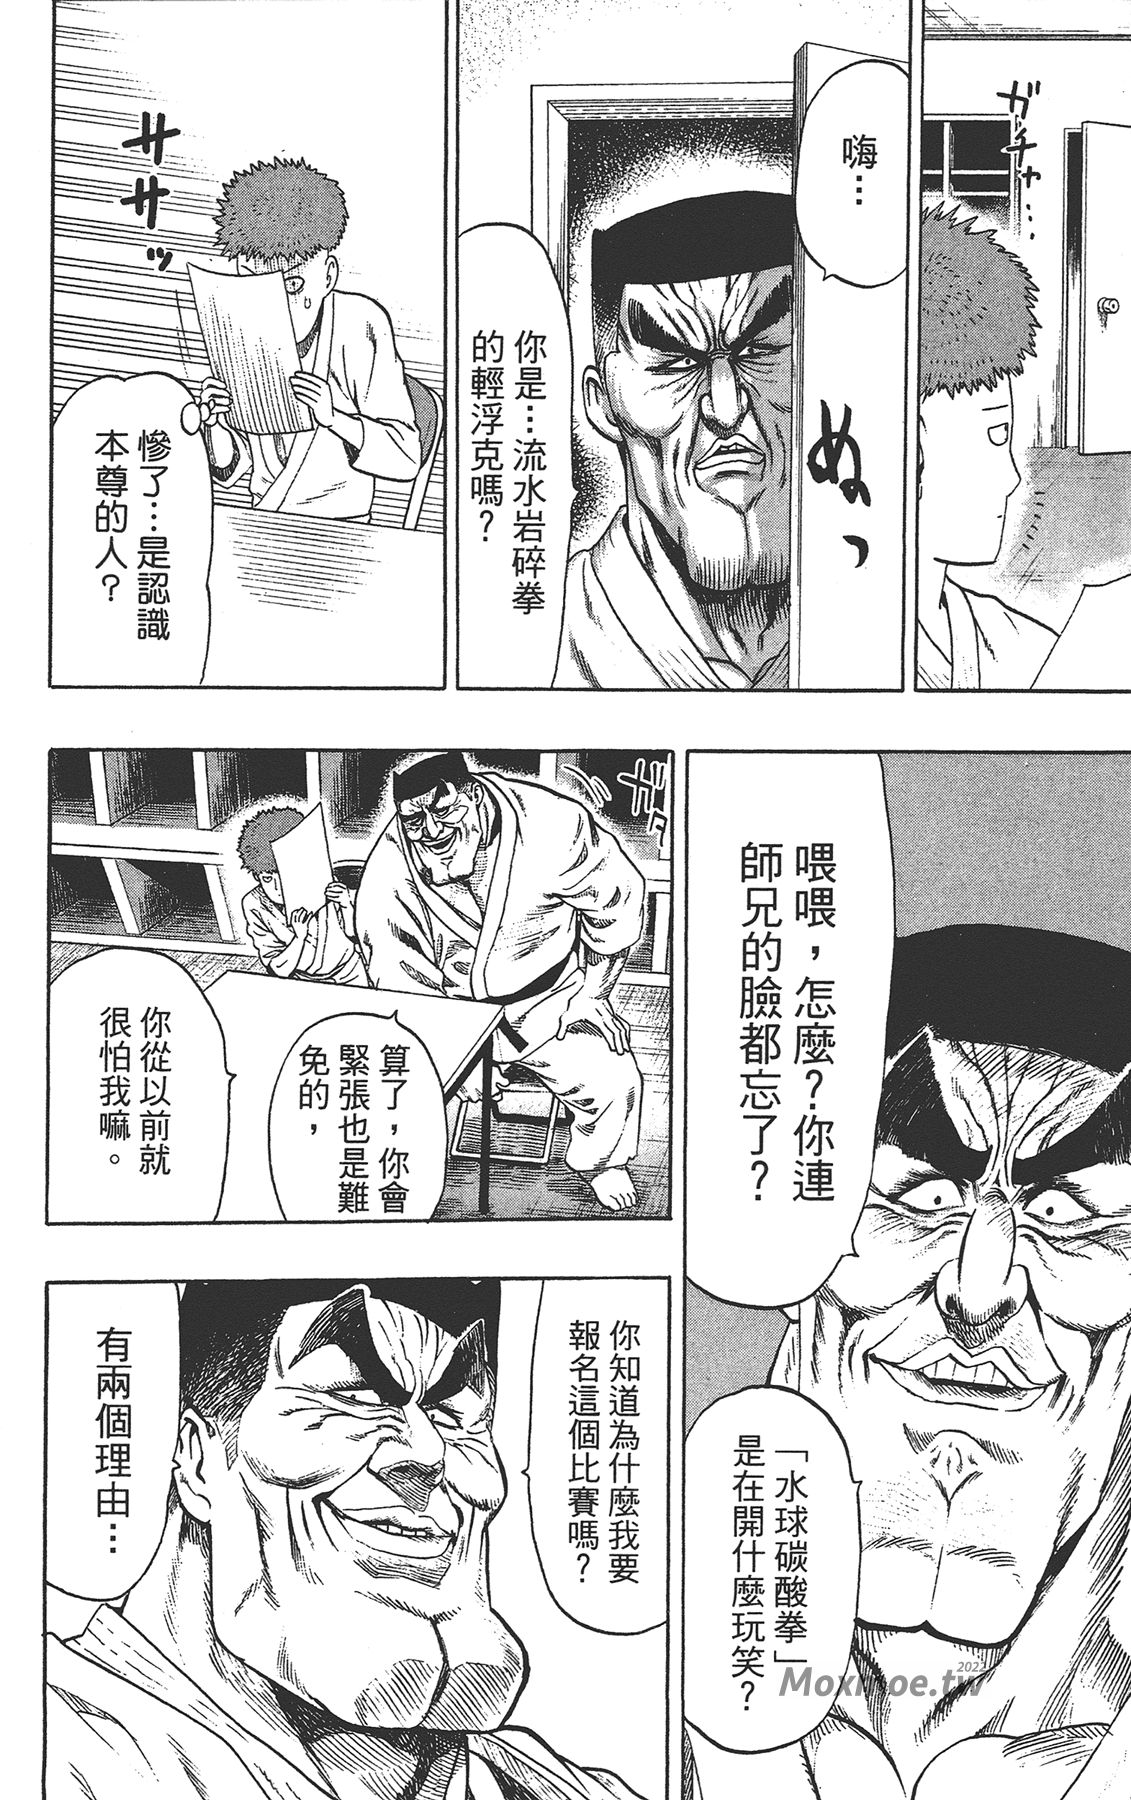 ガチャ…
嗨…
ぬっ
你是…流水岩碎拳
的輕浮克嗎？
ササッ
慘了…是認識
本尊的人？
喂喂，怎麼？你連
師兄的臉都忘了？
「水球碳酸拳」
是在開什麼玩笑？
ガタ
算了，你會
緊張也是難
免的，
你從以前就
很怕我嘛。
你知道為什麼我要
報名這個比賽嗎？
有兩個理由…
2022
Moxmoe.tw